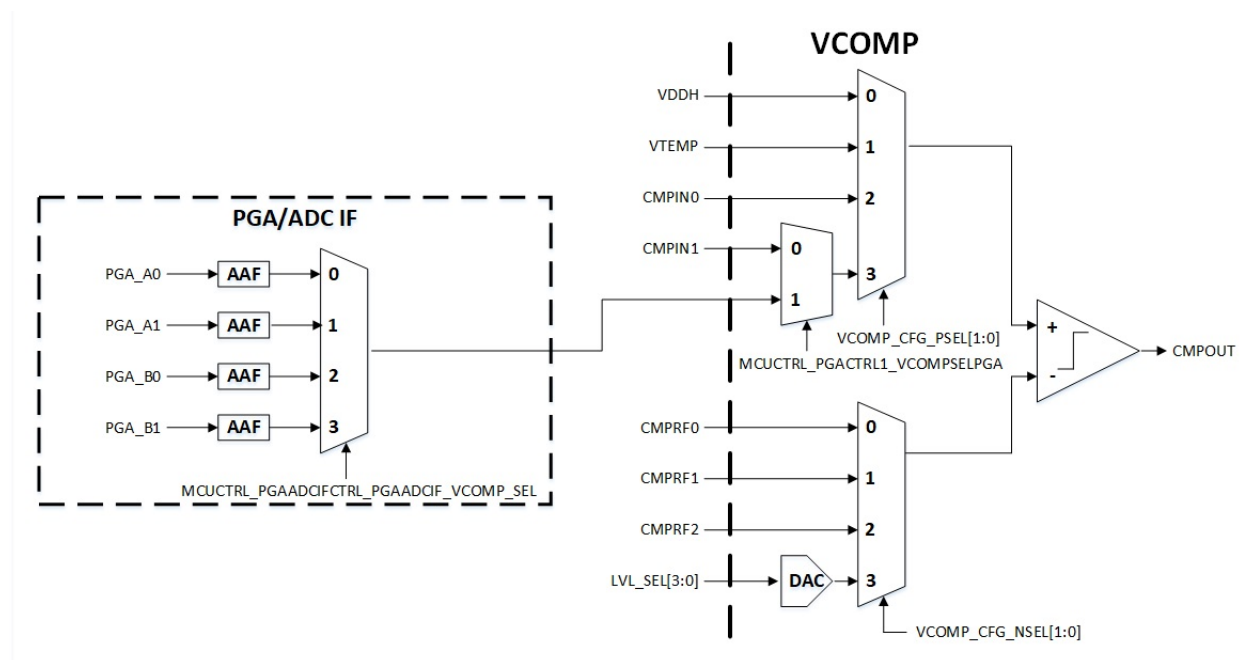 VCOMP
VDDH
0
VTEMP
1
CMPIN0
2
CMPIN1
0
3
1
VCOMP_CFG_PSEL[1:0]
MCUCTRL_PGACTRL1_VCOMPSELPGA
PGA/ADC IF
PGA_A0
AAF
0
PGA_A1
AAF
1
PGA_B0
AAF
2
PGA_B1
AAF
3
MCUCTRL_PGAADCIFCTRL_PGAADCIF_VCOMP_SEL
+
-
CMPOUT
CMPRF0
0
CMPRF1
1
CMPRF2
2
LVL_SEL[3:0]
DAC
3
VCOMP_CFG_NSEL[1:0]